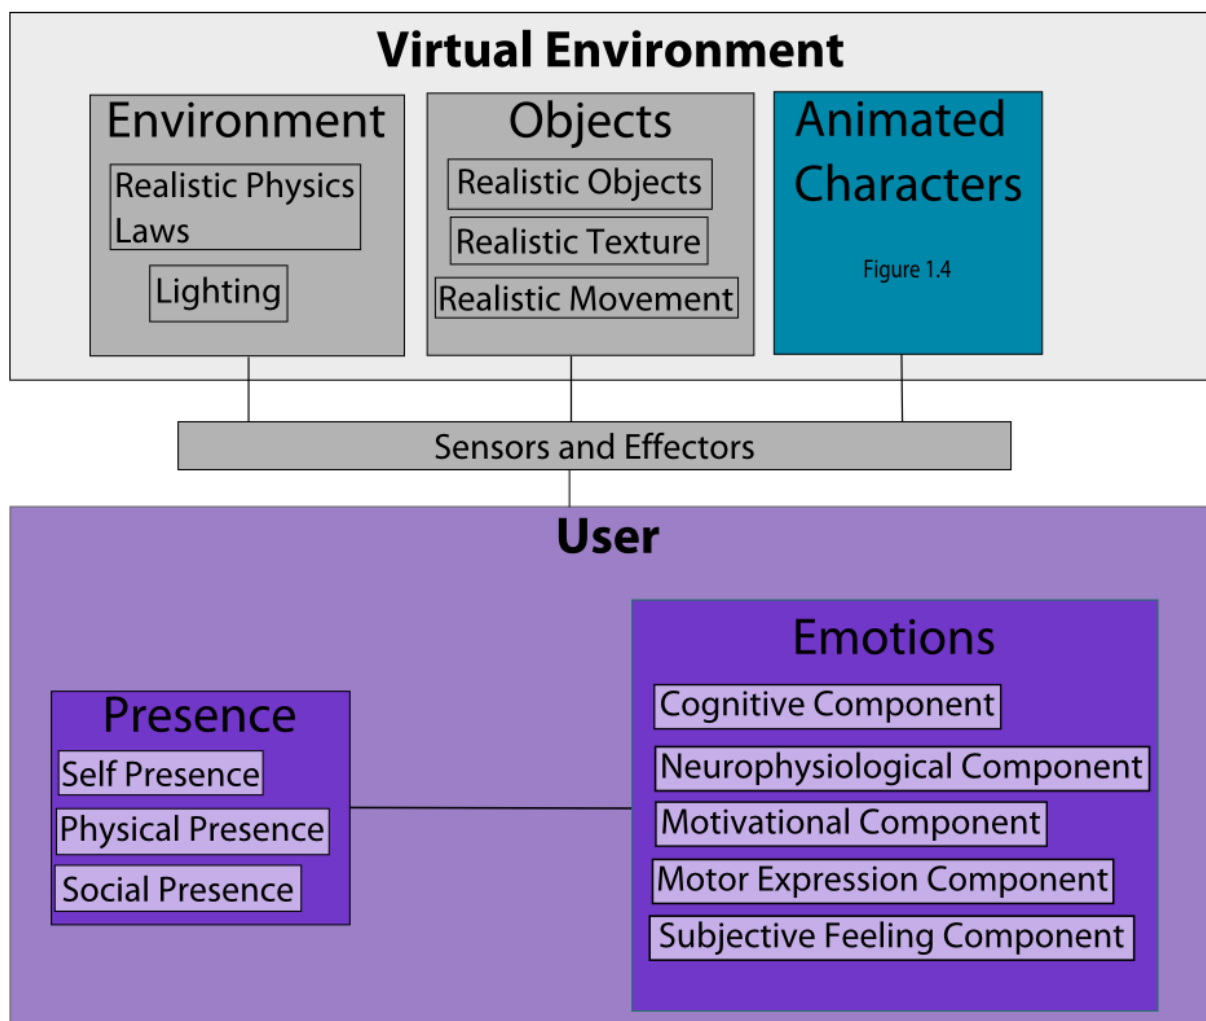 Virtual Environment
Environment
Realistic Physics
Laws
Lighting
Objects
Realistic Objects
Realistic Texture
Realistic Movement
Animated
Characters
Figure 1.4
Sensors and Effectors
User
Presence
Self Presence
Physical Presence
Social Presence
Emotions
Cognitive Component
Neurophysiological Component
Motivational Component
Motor Expression Component
Subjective Feeling Component